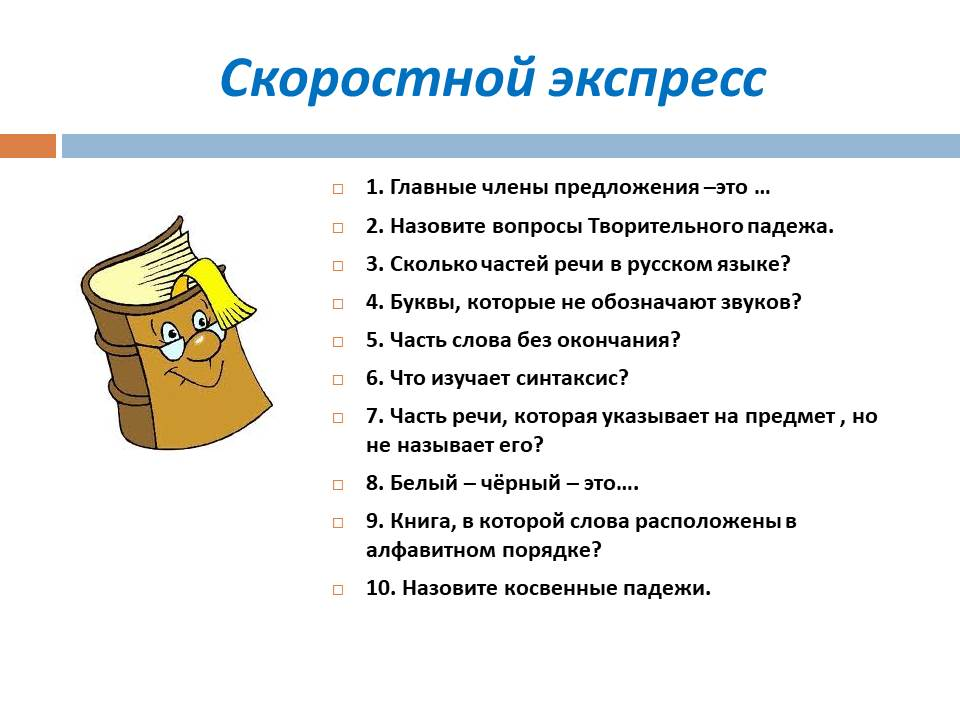 Скоростной экспресс
1. Главные члены предложения –это …
2. Назовите вопросы Творительного падежа.
3. Сколько частей речи в русском языке?
4. Буквы, которые не обозначают звуков?
5. Часть слова без окончания?
6. Что изучает синтаксис?
7. Часть речи, которая указывает на предмет , но
не называет его?
8. Белый – чёрный – это….
9. Книга, в которой слова расположены в
алфавитном порядке?
10. Назовите косвенные падежи.